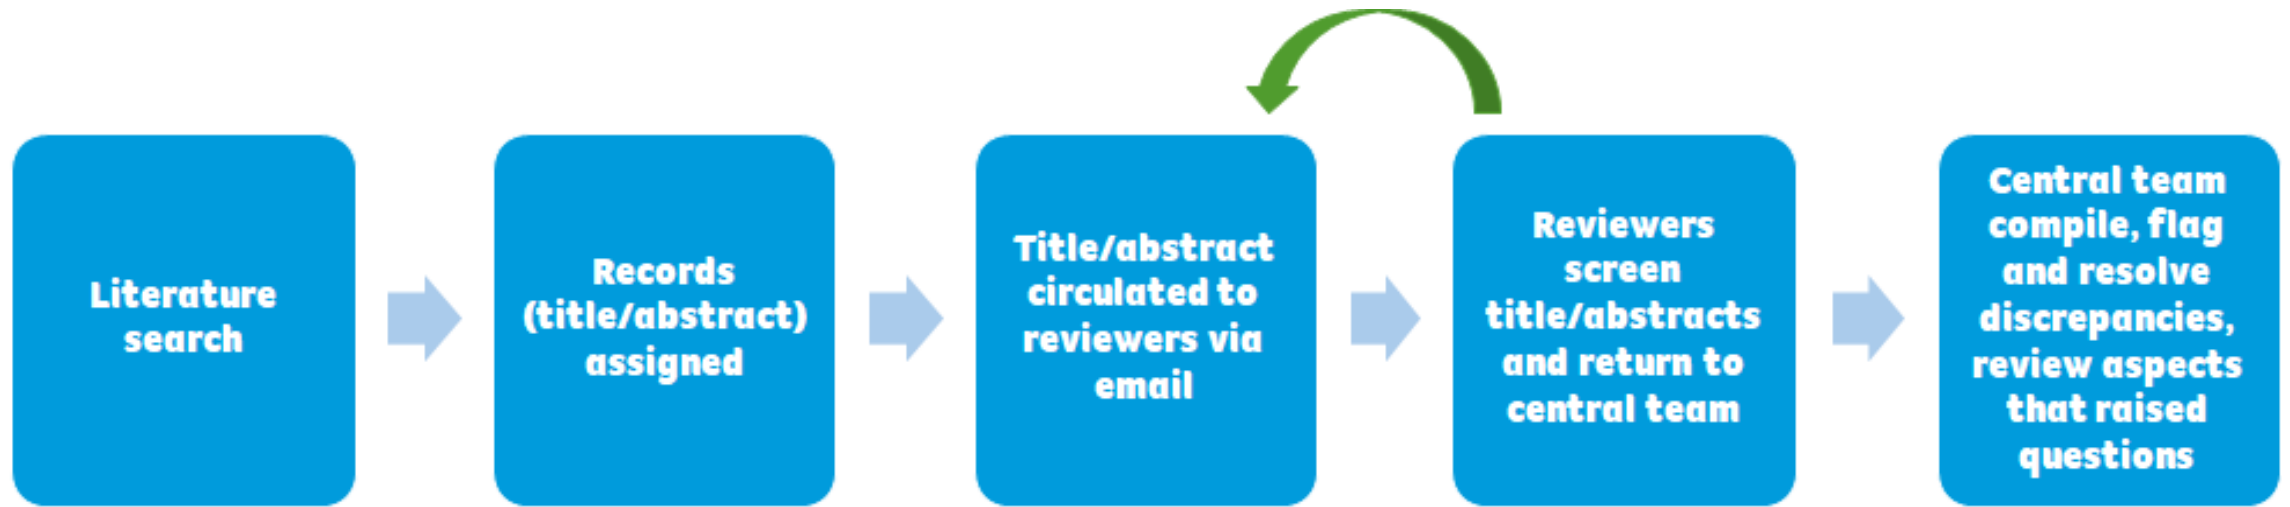 Literature
search
Records
(title/abstract)
assigned
Title/abstract
circulated to
reviewers via
email
Reviewers
screen
title/abstracts
and return to
central team
Central team
compile, flag
and resolve
discrepancies,
review aspects
that raised
questions